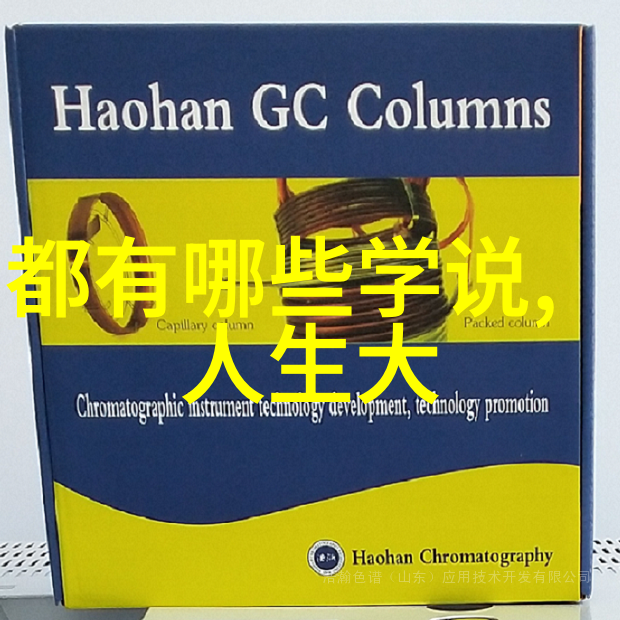 Haohan GC Columns
都有哪些学说,
Capillary column
Packed column
人生大
Chromatographic instrument technology development, technology promotion
Haohan Chromatography
浩瀚色谱（山东）应用技术开发有限公司